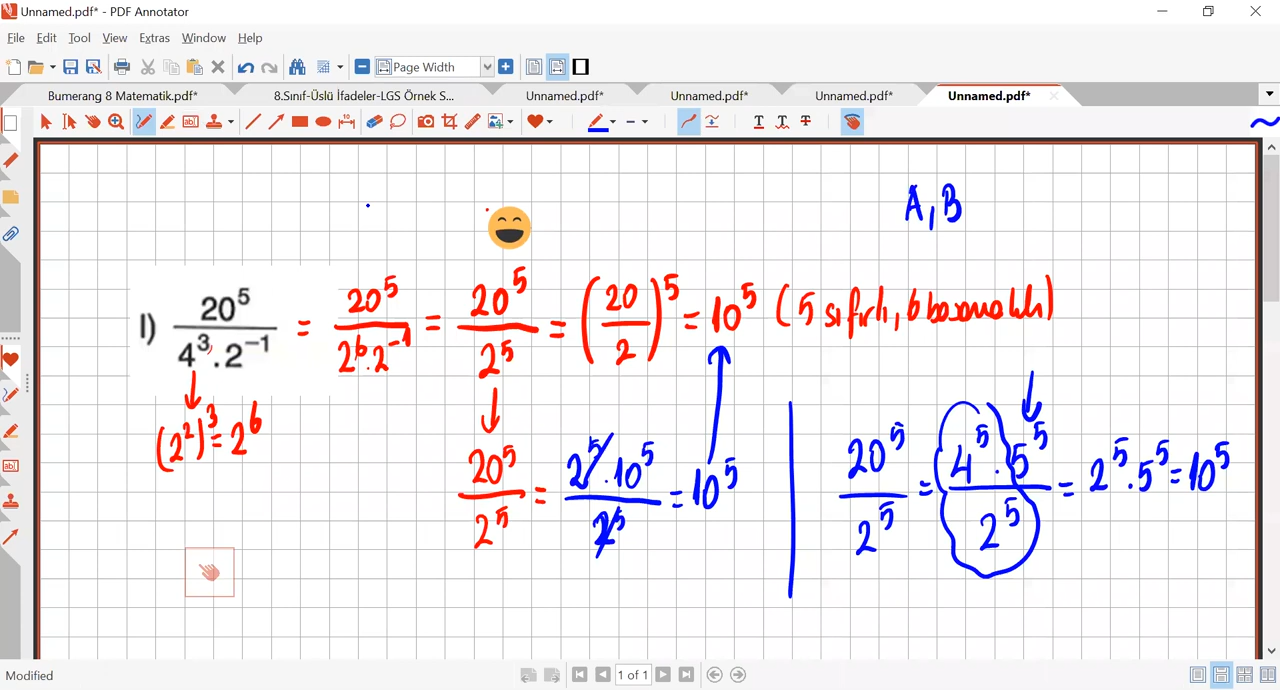 Unnamed.pdf* - PDF Annotator
File Edit Tool View Extras Window Help
Page Width
Bumerang 8 Matematik.pdf* 8.Sınıf-Üslü İfadeler-LGS Örnek S... Unnamed.pdf* Unnamed.pdf* Unnamed.pdf* Unnamed.pdf*
A, B
I) 20^5 / (4^3 . 2^-1) = 20^5 / (2^6 . 2^-1) = 20^5 / 2^5 = (20/2)^5 = 10^5 (5 sıfırlı, 6 basamaklı)
(2^2)^3 = 2^6
20^5 / 2^5 = 2^5 . 10^5 / 2^5 = 10^5
20^5 / 2^5 = 4^5 . 5^5 / 2^5 = 2^5 . 5^5 = 10^5
Modified
1 of 1